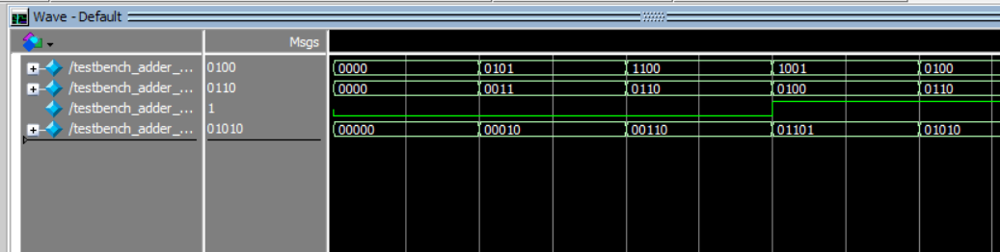 Wave - Default
Msgs
/testbench_adder_... 0100 0000 0101 1100 1001 0100
/testbench_adder_... 0110 0000 0011 0110 0100 0110
/testbench_adder_... 1
/testbench_adder_... 01010 00000 00010 00110 01101 01010